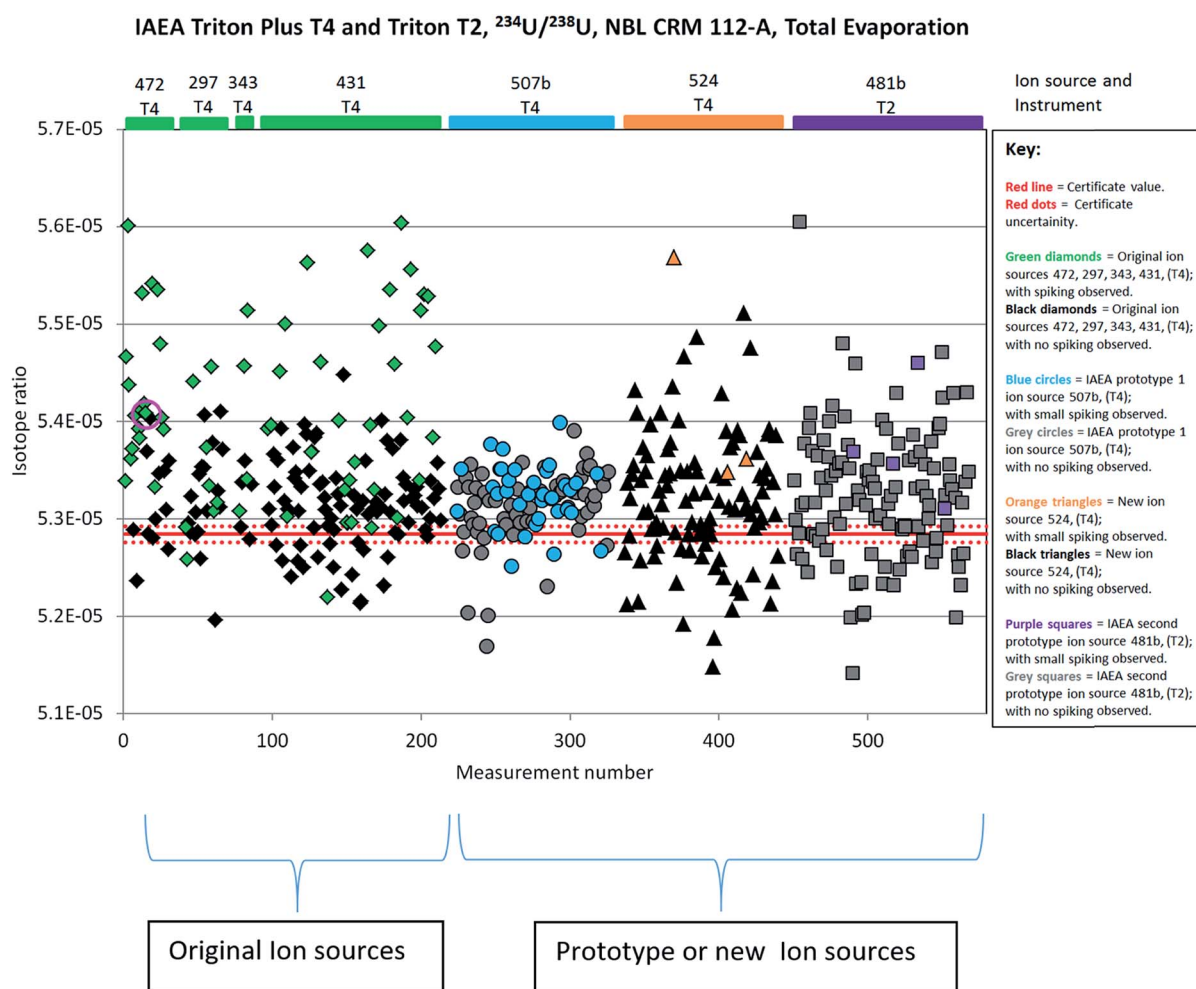 IAEA Triton Plus T4 and Triton T2, ²³⁴U/²³⁸U, NBL CRM 112-A, Total Evaporation
472 297 343 431 507b 524 481b
T4 T4 T4 T4 T4 T4 T2
Ion source and
Instrument
5.7E-05
5.6E-05
5.5E-05
5.4E-05
5.3E-05
5.2E-05
5.1E-05
Isotope ratio
0 100 200 300 400 500
Measurement number
Key:
Red line = Certificate value.
Red dots = Certificate
uncertainity.
Green diamonds = Original ion
sources 472, 297, 343, 431, (T4);
with spiking observed.
Black diamonds = Original ion
sources 472, 297, 343, 431, (T4);
with no spiking observed.
Blue circles = IAEA prototype 1
ion source 507b, (T4);
with small spiking observed.
Grey circles = IAEA prototype 1
ion source 507b, (T4);
with no spiking observed.
Orange triangles = New ion
source 524, (T4);
with small spiking observed.
Black triangles = New ion
source 524, (T4);
with no spiking observed.
Purple squares = IAEA second
prototype ion source 481b, (T2);
with small spiking observed.
Grey squares = IAEA second
prototype ion source 481b, (T2);
with no spiking observed.
Original Ion sources
Prototype or new Ion sources